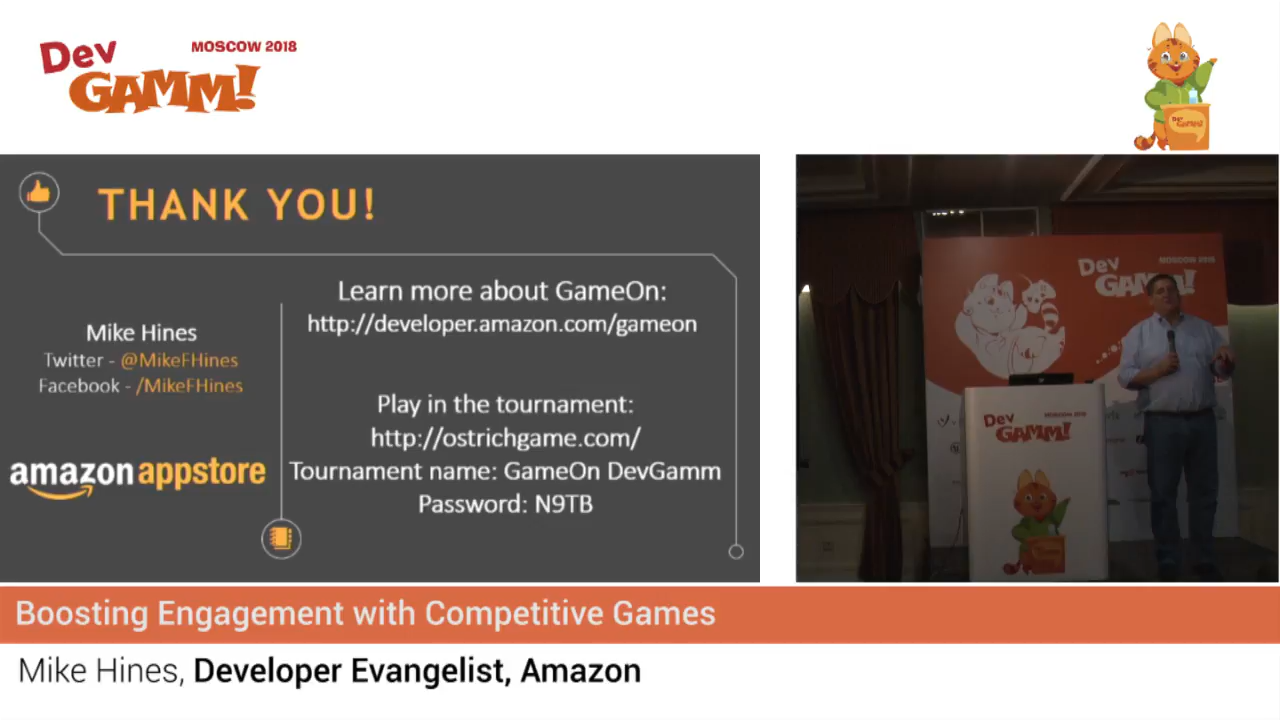 Dev
GAMM!
MOSCOW 2018
Dev
GAMM!
THANK YOU!
Mike Hines
Twitter - @MikeFHines
Facebook - /MikeFHines
amazon appstore
Learn more about GameOn:
http://developer.amazon.com/gameon
Play in the tournament:
http://ostrichgame.com/
Tournament name: GameOn DevGamm
Password: N9TB
Dev
MOSCOW 2018
GAMM!
Dev
MOSCOW 2018
GAMM!
Boosting Engagement with Competitive Games
Mike Hines, Developer Evangelist, Amazon